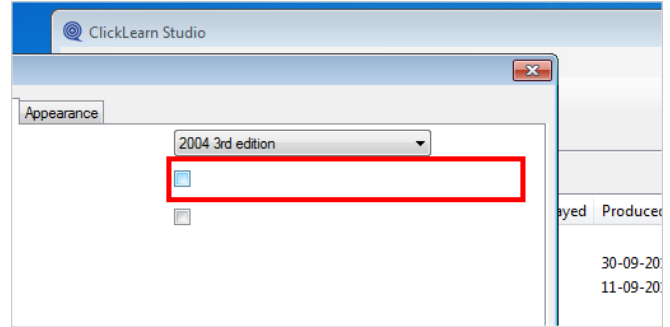 ClickLearn Studio
Appearance
2004 3rd edition
ayed Produced
30-09-20
11-09-20